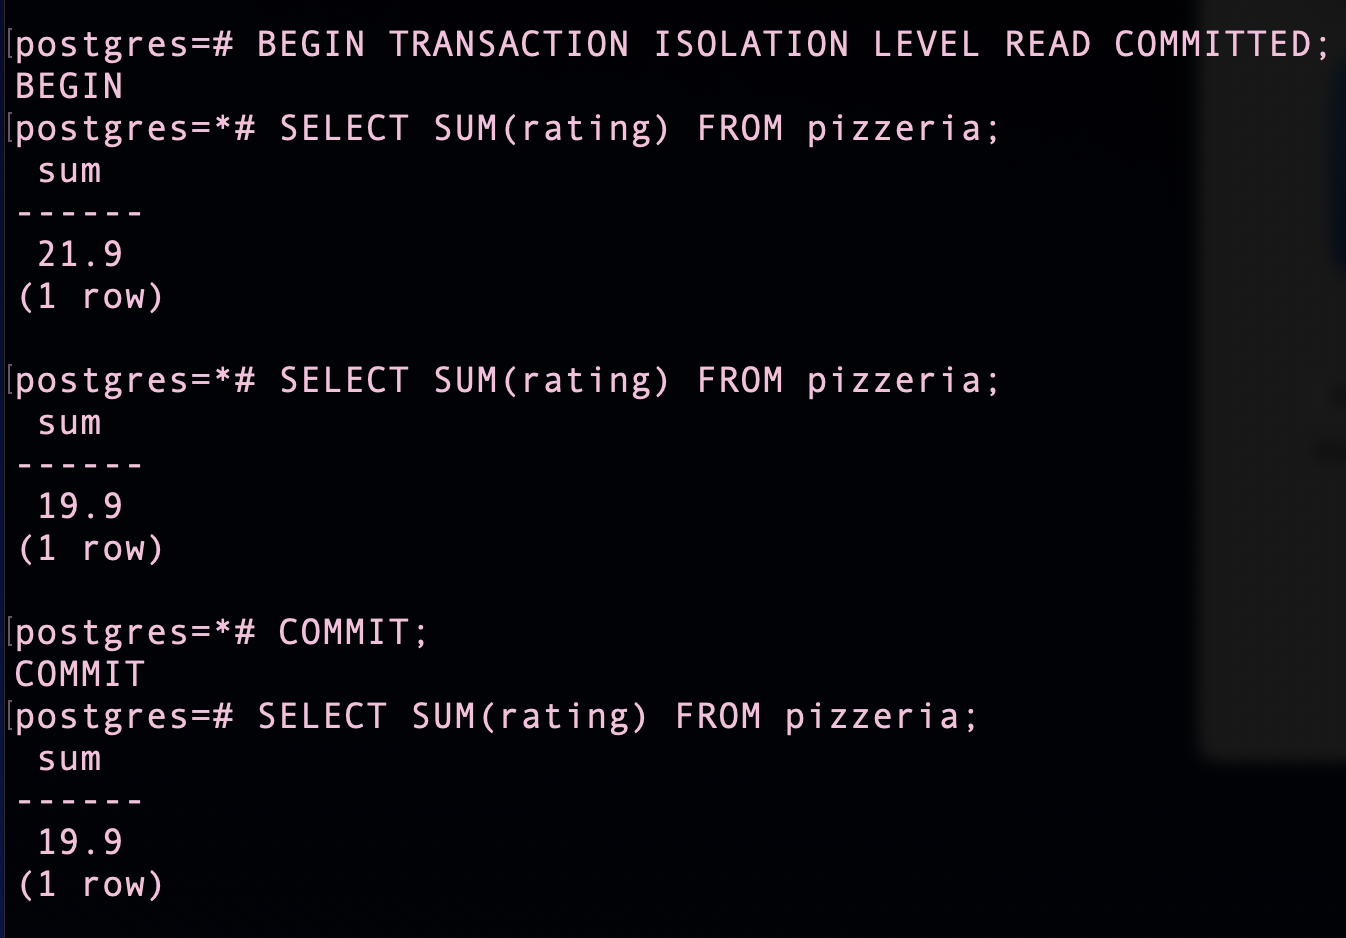 postgres=# BEGIN TRANSACTION ISOLATION LEVEL READ COMMITTED;
BEGIN
postgres=*# SELECT SUM(rating) FROM pizzeria;
 sum
------
 21.9
(1 row)

postgres=*# SELECT SUM(rating) FROM pizzeria;
 sum
------
 19.9
(1 row)

postgres=*# COMMIT;
COMMIT
postgres=# SELECT SUM(rating) FROM pizzeria;
 sum
------
 19.9
(1 row)